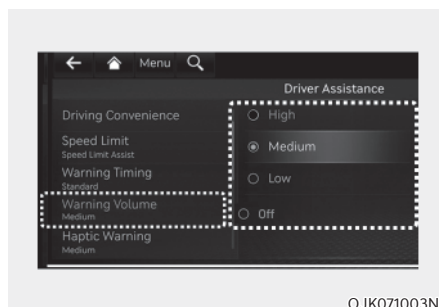 Menu
Driver Assistance
Driving Convenience
Speed Limit
Speed Limit Assist
Warning Timing
Standard
Warning Volume
Medium
Haptic Warning
Medium
High
Medium
Low
Off
OJK071003N